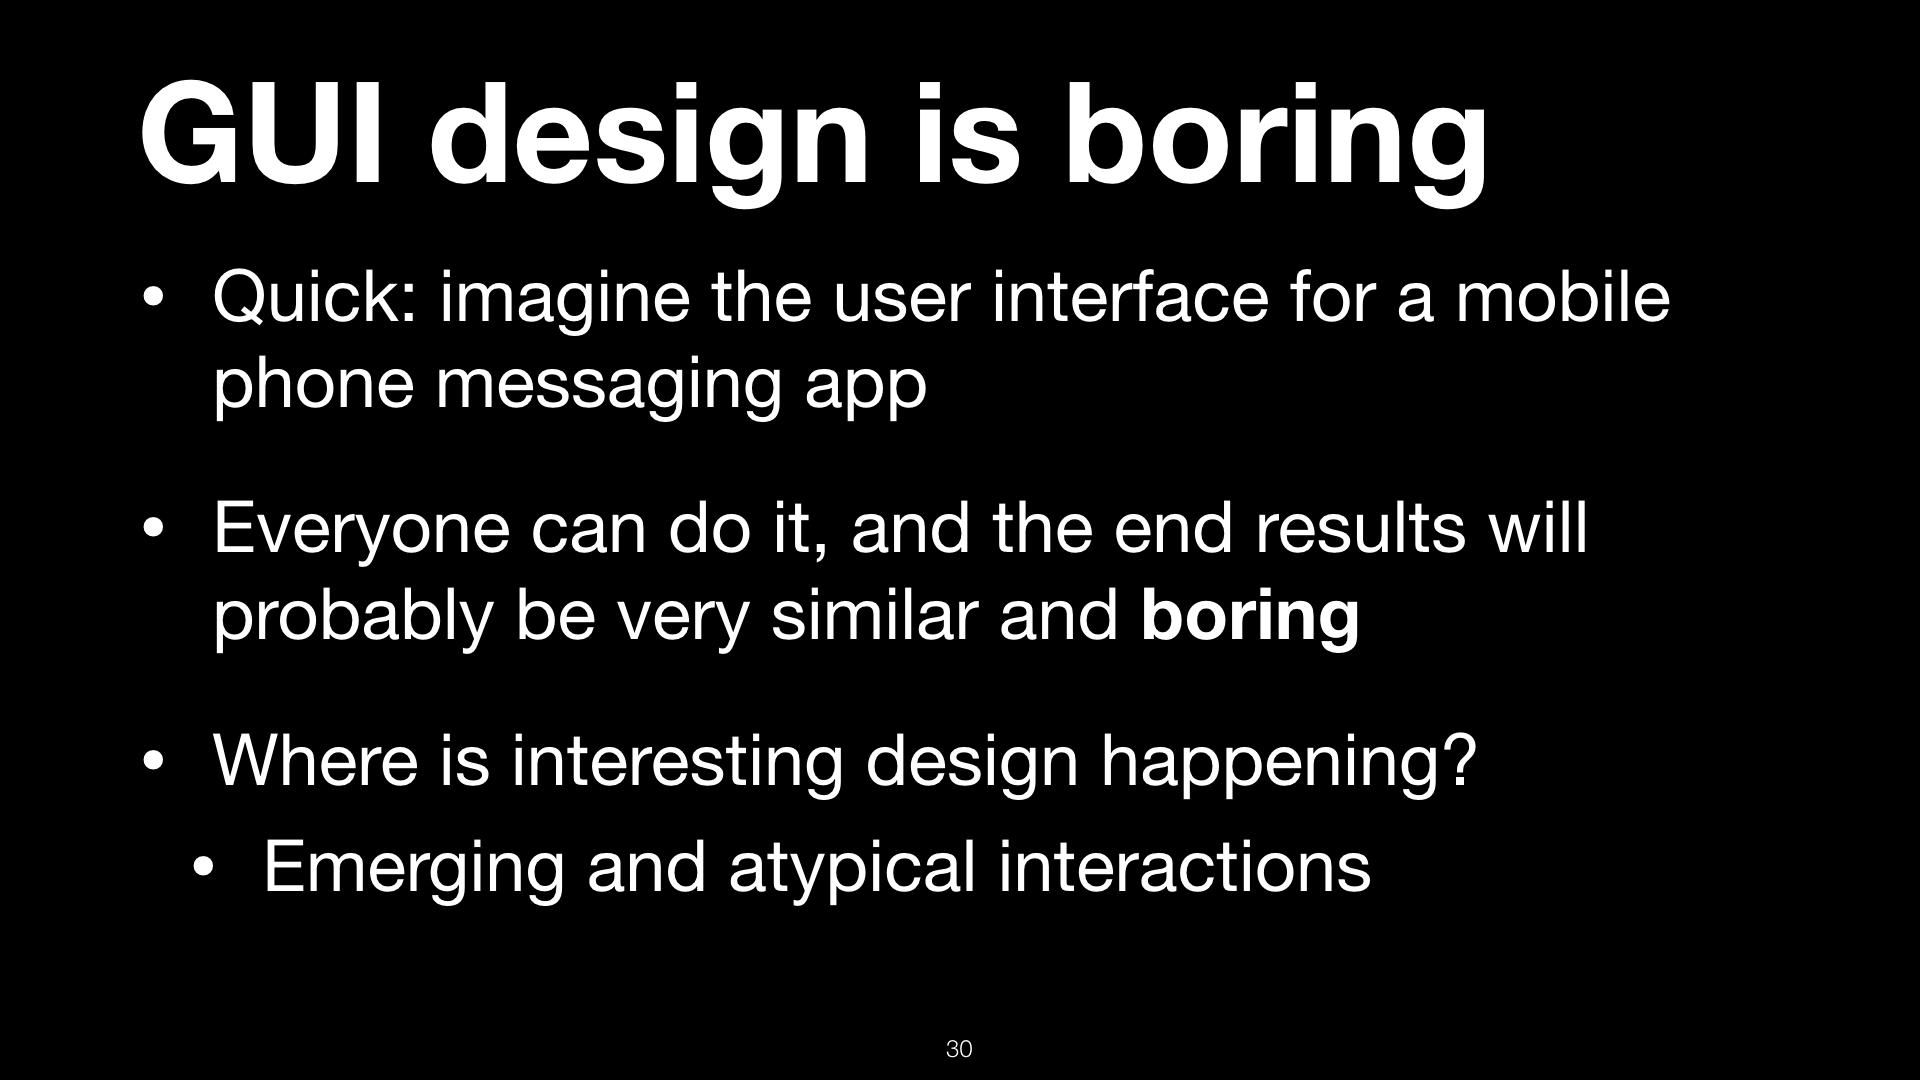 GUI design is boring
• Quick: imagine the user interface for a mobile
phone messaging app
• Everyone can do it, and the end results will
probably be very similar and boring
• Where is interesting design happening?
• Emerging and atypical interactions
30